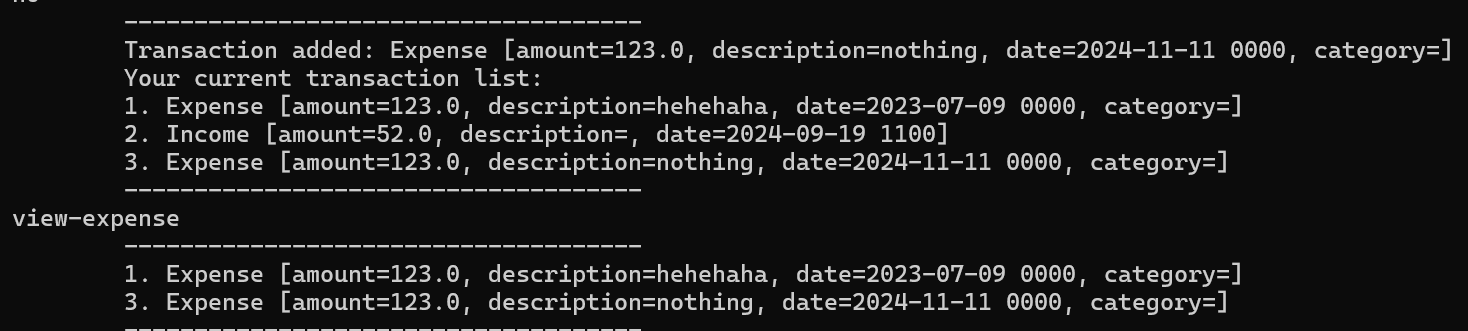 ------------------------------------
Transaction added: Expense [amount=123.0, description=nothing, date=2024-11-11 0000, category=]
Your current transaction list:
1. Expense [amount=123.0, description=hehehaha, date=2023-07-09 0000, category=]
2. Income [amount=52.0, description=, date=2024-09-19 1100]
3. Expense [amount=123.0, description=nothing, date=2024-11-11 0000, category=]
------------------------------------
view-expense
------------------------------------
1. Expense [amount=123.0, description=hehehaha, date=2023-07-09 0000, category=]
3. Expense [amount=123.0, description=nothing, date=2024-11-11 0000, category=]
------------------------------------